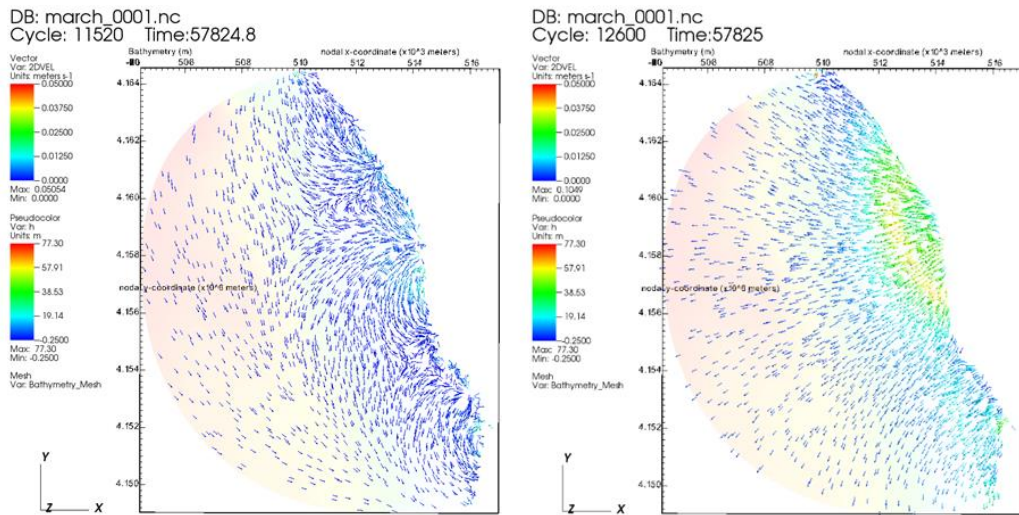 DB: march_0001.nc
Cycle: 11520 Time:57824.8
Vector
Var: 2DVEL
Units: meters s-1
0.05000
0.03750
0.02500
0.01250
0.0000
Max: 0.05054
Min: 0.0000
Pseudocolor
Var: h
Units: m
77.30
57.91
38.53
19.14
-0.2500
Max: 77.30
Min: -0.2500
Mesh
Var: Bathymetry_Mesh
Bathymetry (m)
nodal x-coordinate (x10^3 meters)
506 508 510 512 514 516
4.164
4.162
4.160
4.158
nodal y-coordinate (x10^6 meters)
4.156
4.154
4.152
4.150
Y
Z X
DB: march_0001.nc
Cycle: 12600 Time:57825
Vector
Var: 2DVEL
Units: meters s-1
0.05000
0.03750
0.02500
0.01250
0.0000
Max: 0.1049
Min: 0.0000
Pseudocolor
Var: h
Units: m
77.30
57.91
38.53
19.14
-0.2500
Max: 77.30
Min: -0.2500
Mesh
Var: Bathymetry_Mesh
Bathymetry (m)
nodal x-coordinate (x10^3 meters)
506 508 510 512 514 516
4.164
4.162
4.160
4.158
nodal y-coordinate (x10^6 meters)
4.156
4.154
4.152
4.150
Y
Z X